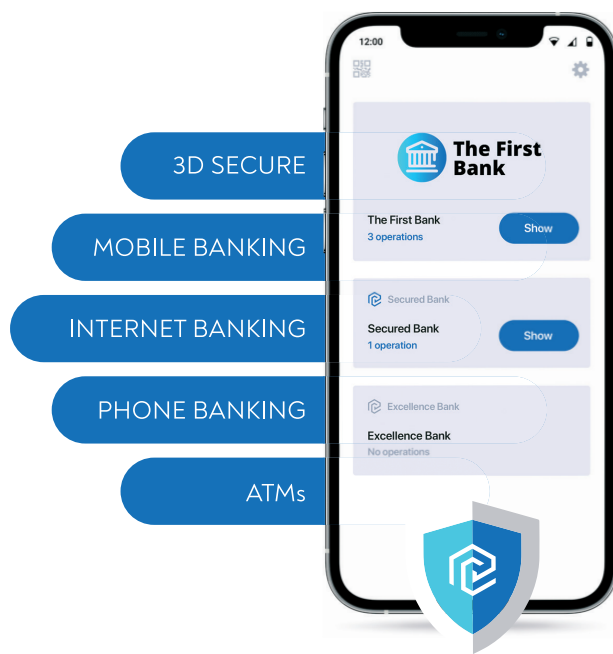 12:00
The First
Bank
The First Bank
3 operations
Show
Secured Bank
Secured Bank
1 operation
Show
Excellence Bank
Excellence Bank
No operations
3D SECURE
MOBILE BANKING
INTERNET BANKING
PHONE BANKING
ATMs